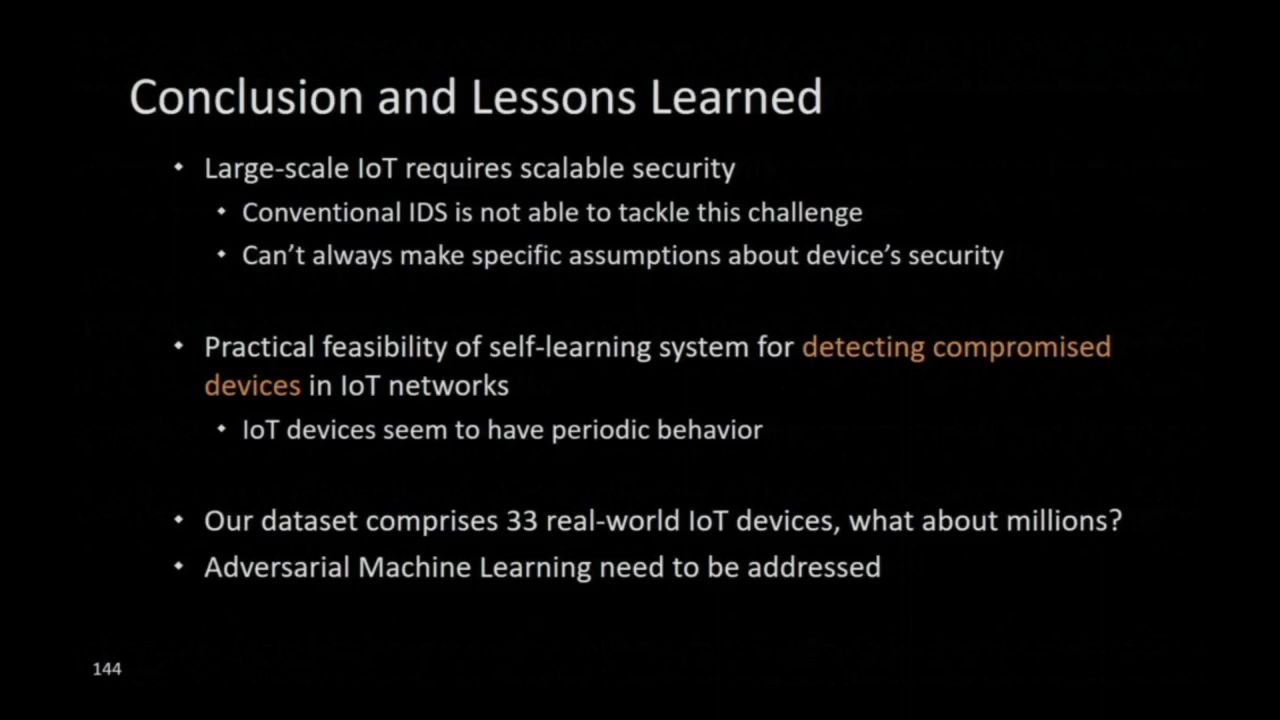 Conclusion and Lessons Learned
• Large-scale IoT requires scalable security
• Conventional IDS is not able to tackle this challenge
• Can’t always make specific assumptions about device’s security
• Practical feasibility of self-learning system for detecting compromised
devices in IoT networks
• IoT devices seem to have periodic behavior
• Our dataset comprises 33 real-world IoT devices, what about millions?
• Adversarial Machine Learning need to be addressed
144